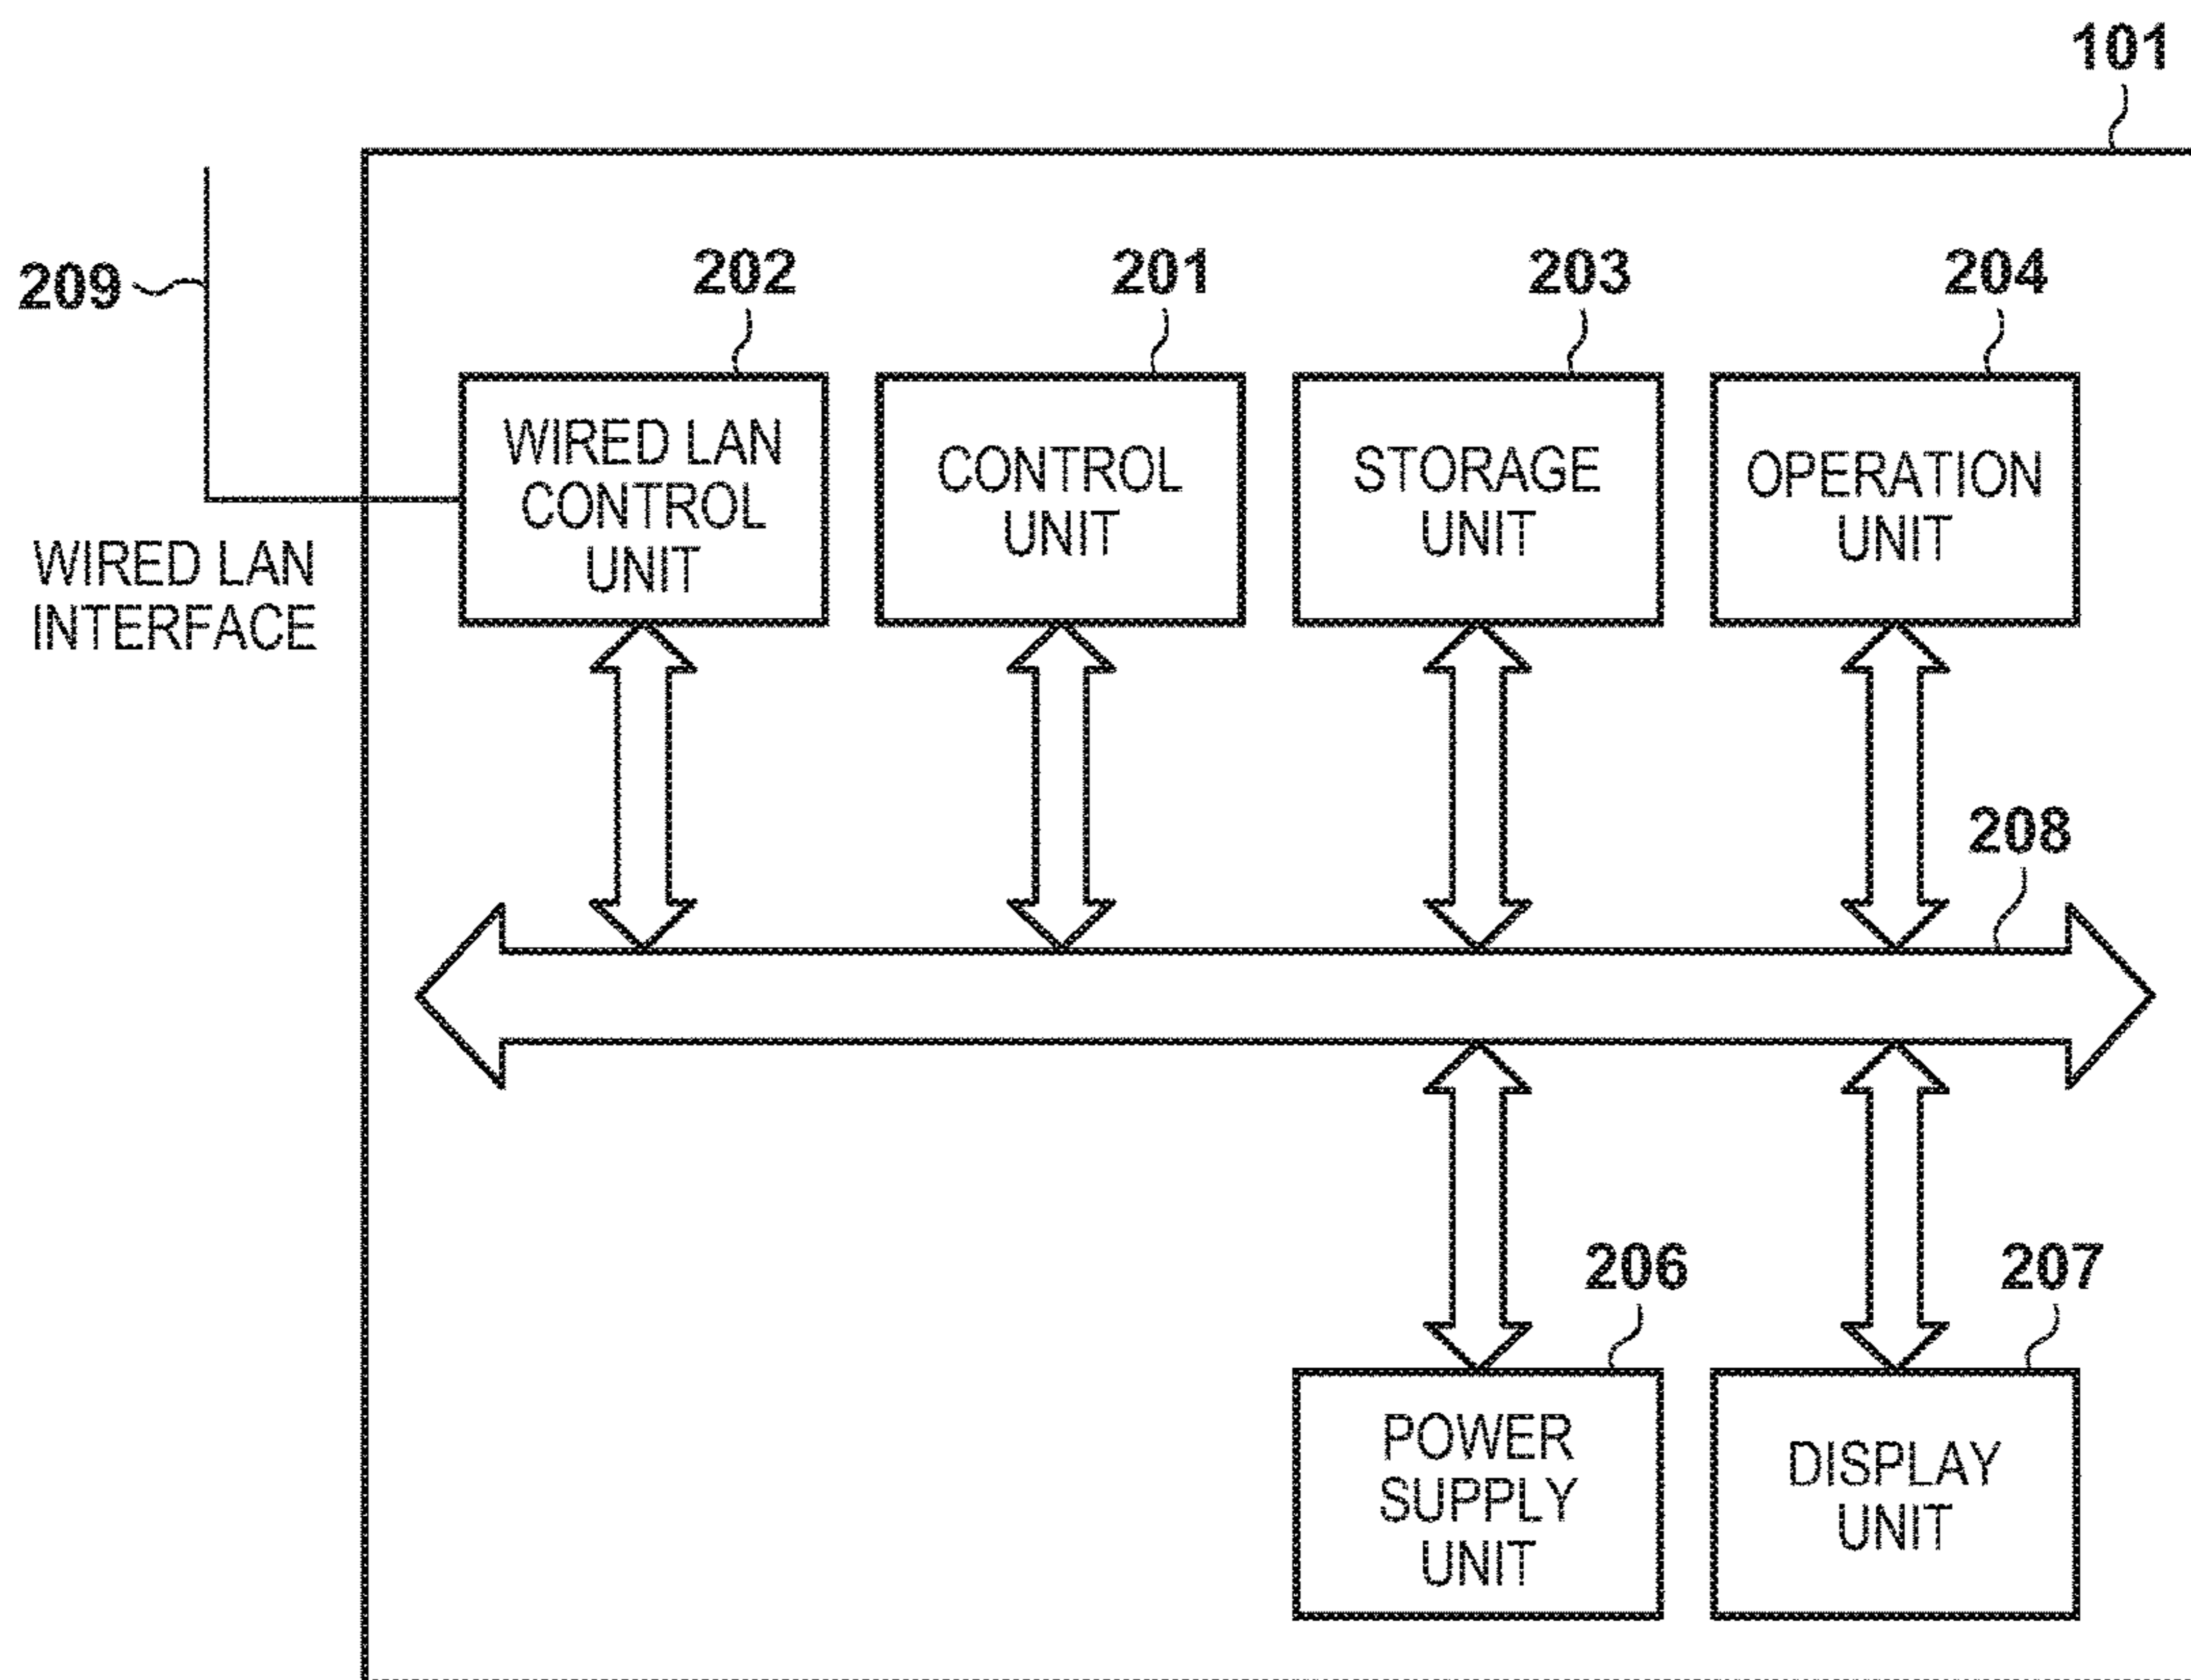 101
209
202
201
203
204
WIRED LAN
CONTROL
UNIT
CONTROL
UNIT
STORAGE
UNIT
OPERATION
UNIT
WIRED LAN
INTERFACE
208
206
207
POWER
SUPPLY
UNIT
DISPLAY
UNIT